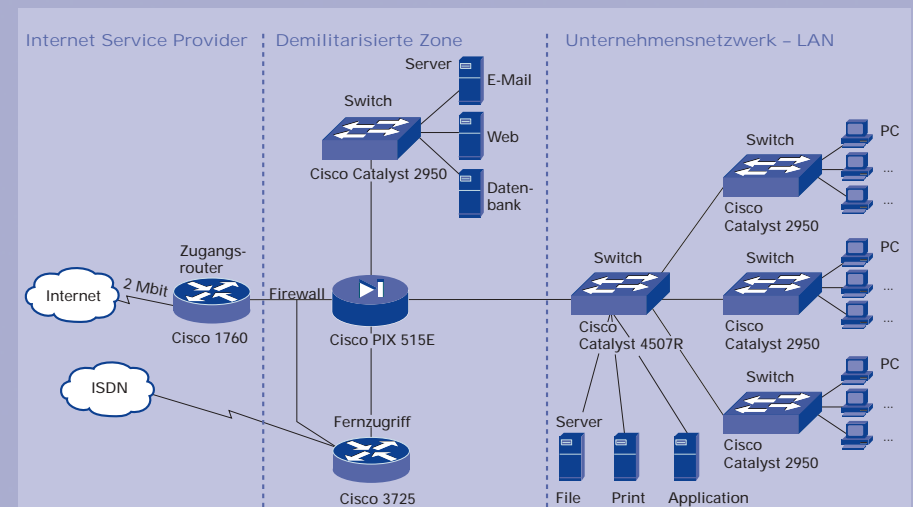 Internet Service Provider
Demilitarisierte Zone
Unternehmensnetzwerk – LAN
Server
E-Mail
Switch
Web
Cisco Catalyst 2950
Daten-
bank
Zugangs-
router
Internet
2 Mbit
Cisco 1760
Firewall
Cisco PIX 515E
ISDN
Fernzugriff
Cisco 3725
Switch
Cisco
Catalyst 4507R
Server
File
Print
Application
Switch
PC
...
...
Cisco
Catalyst 2950
Switch
PC
...
...
Cisco
Catalyst 2950
Switch
PC
...
...
Cisco
Catalyst 2950